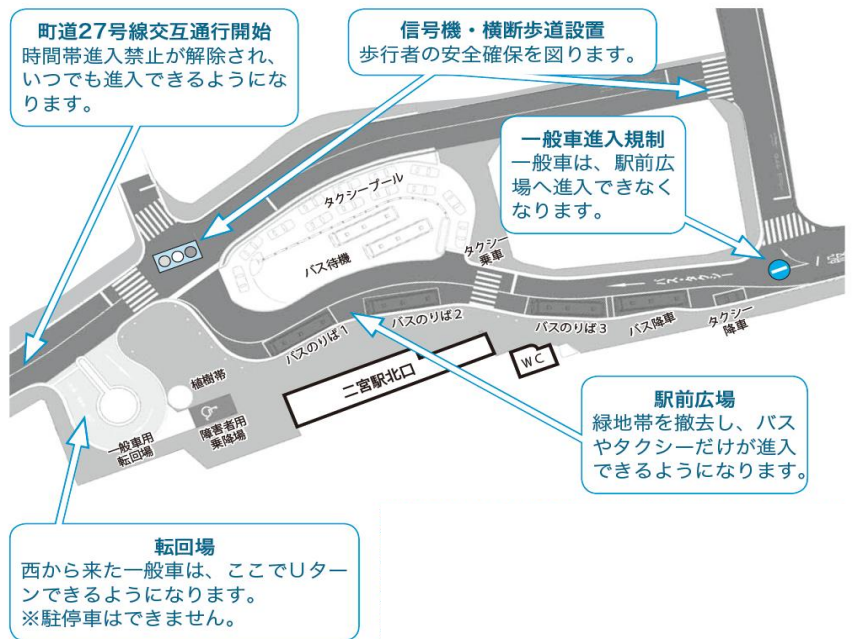 町道27号線交互通行開始
時間帯進入禁止が解除され、
いつでも進入できるようにな
ります。
信号機・横断歩道設置
歩行者の安全確保を図ります。
一般車進入規制
一般車は、駅前広
場へ進入できなく
なります。
タクシープール
バス待機
タクシー
乗車
バス・タクシー
バスのりば1
バスのりば2
バスのりば3
バス降車
タクシー
降車
植樹帯
二宮駅北口
WC
一般車用
転回場
障害者用
乗降場
駅前広場
緑地帯を撤去し、バス
やタクシーだけが進入
できるようになります。
転回場
西から来た一般車は、ここでUター
ンできるようになります。
※駐停車はできません。